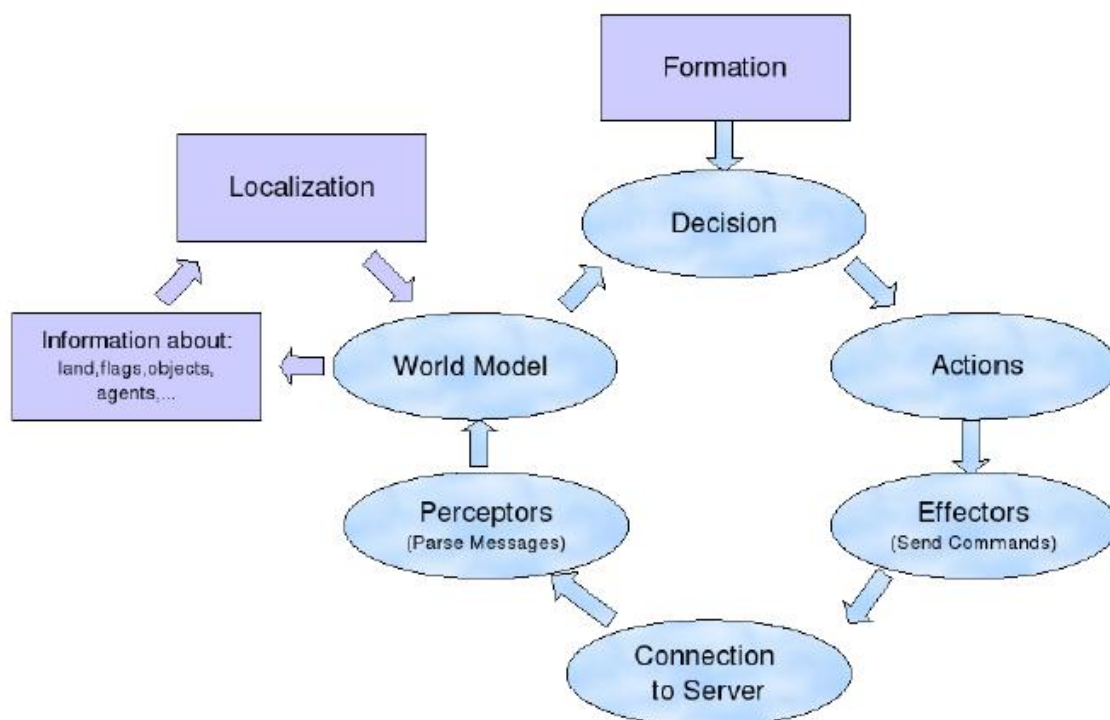 Formation
Localization
Decision
Information about:
land,flags,objects,
agents,...
World Model
Actions
Perceptors
(Parse Messages)
Effectors
(Send Commands)
Connection
to Server